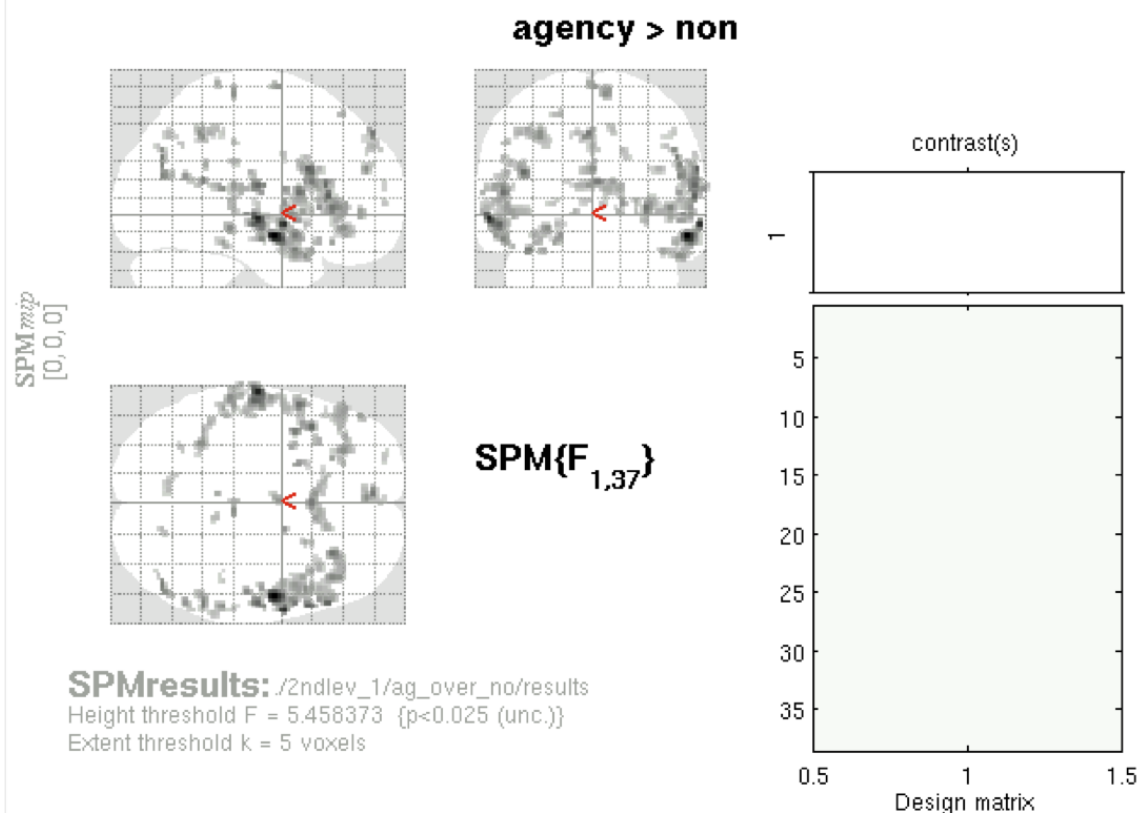 agency > non
contrast(s)
1
SPMmip
[0, 0, 0]
SPM{F1,37}
5
10
15
20
25
30
35
0.5 1 1.5
Design matrix
SPMresults: ./2ndlev_1/ag_over_no/results
Height threshold F = 5.458373 {p<0.025 (unc.)}
Extent threshold k = 5 voxels